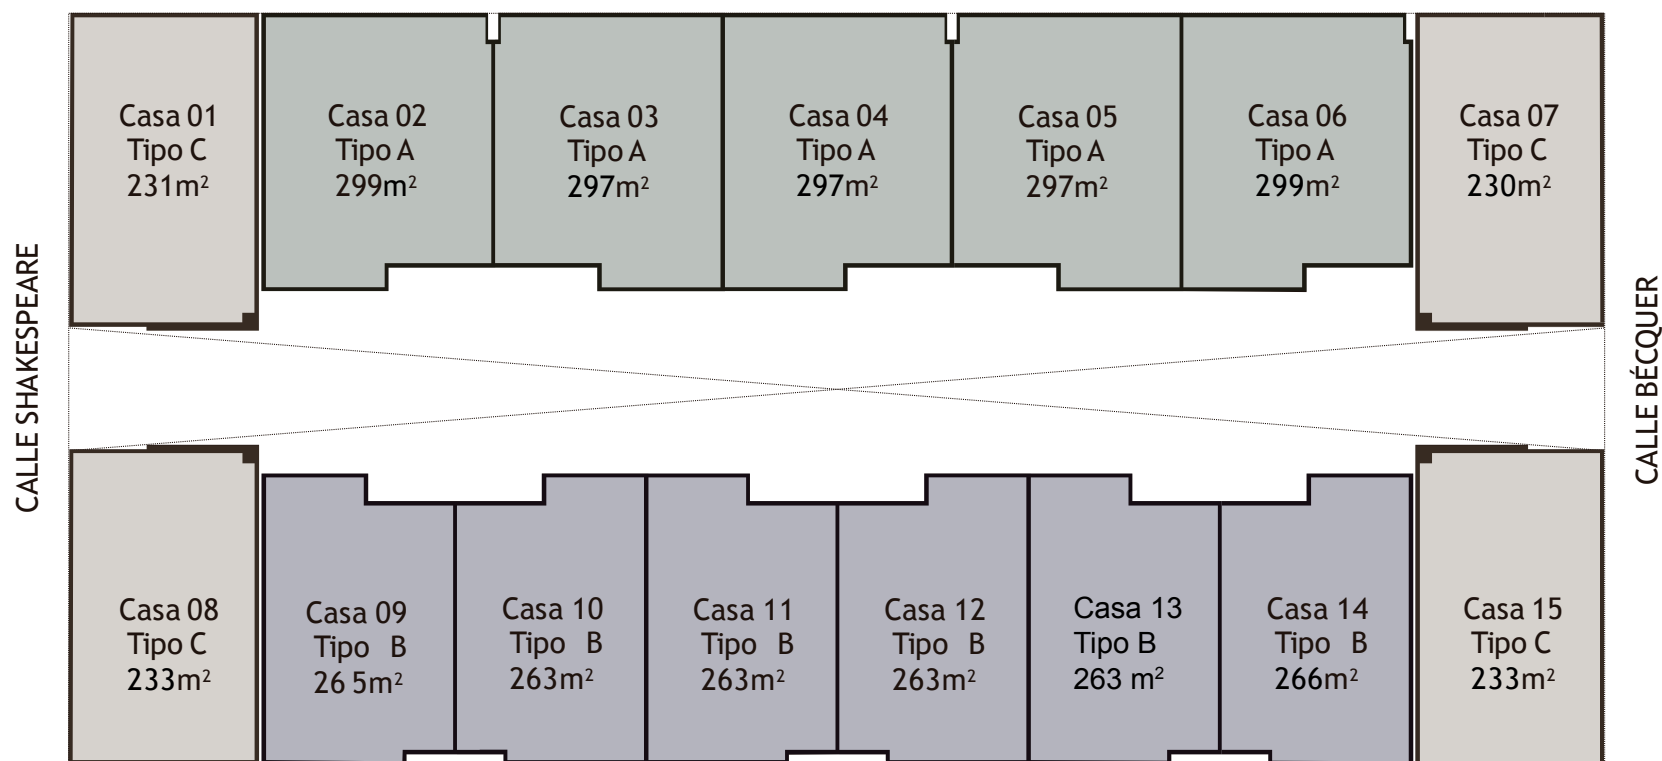 CALLE SHAKESPEARE
Casa 01
Tipo C
231m²
Casa 02
Tipo A
299m²
Casa 03
Tipo A
297m²
Casa 04
Tipo A
297m²
Casa 05
Tipo A
297m²
Casa 06
Tipo A
299m²
Casa 07
Tipo C
230m²
CALLE BÉCQUER
Casa 08
Tipo C
233m²
Casa 09
Tipo B
26 5m²
Casa 10
Tipo B
263m²
Casa 11
Tipo B
263m²
Casa 12
Tipo B
263m²
Casa 13
Tipo B
263 m²
Casa 14
Tipo B
266m²
Casa 15
Tipo C
233m²